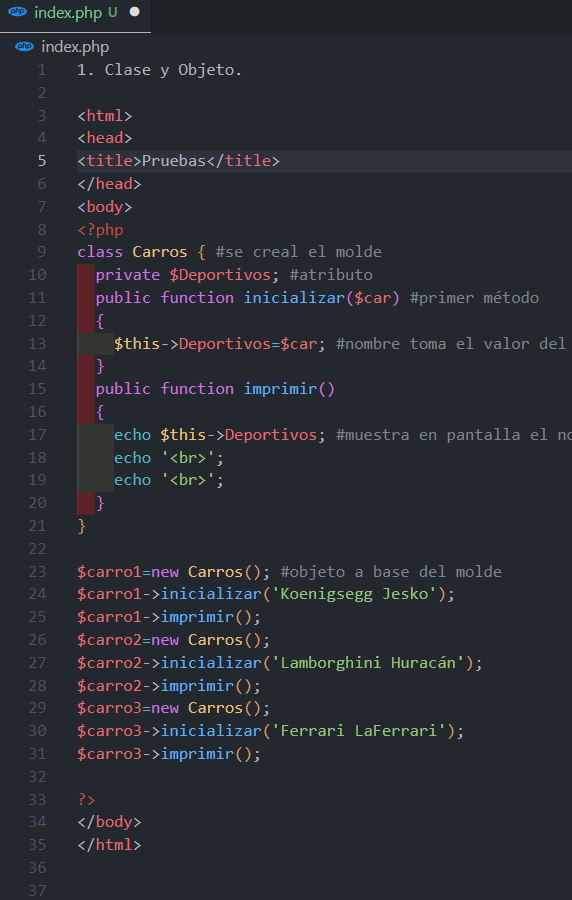 php index.php U
php index.php
1 1. Clase y Objeto.
2
3 <html>
4 <head>
5 <title>Pruebas</title>
6 </head>
7 <body>
8 <?php
9 class Carros { #se creal el molde
10 private $Deportivos; #atributo
11 public function inicializar($car) #primer método
12 {
13 $this->Deportivos=$car; #nombre toma el valor del
14 }
15 public function imprimir()
16 {
17 echo $this->Deportivos; #muestra en pantalla el no
18 echo '<br>';
19 echo '<br>';
20 }
21 }
22
23 $carro1=new Carros(); #objeto a base del molde
24 $carro1->inicializar('Koenigsegg Jesko');
25 $carro1->imprimir();
26 $carro2=new Carros();
27 $carro2->inicializar('Lamborghini Huracán');
28 $carro2->imprimir();
29 $carro3=new Carros();
30 $carro3->inicializar('Ferrari LaFerrari');
31 $carro3->imprimir();
32
33 ?>
34 </body>
35 </html>
36
37